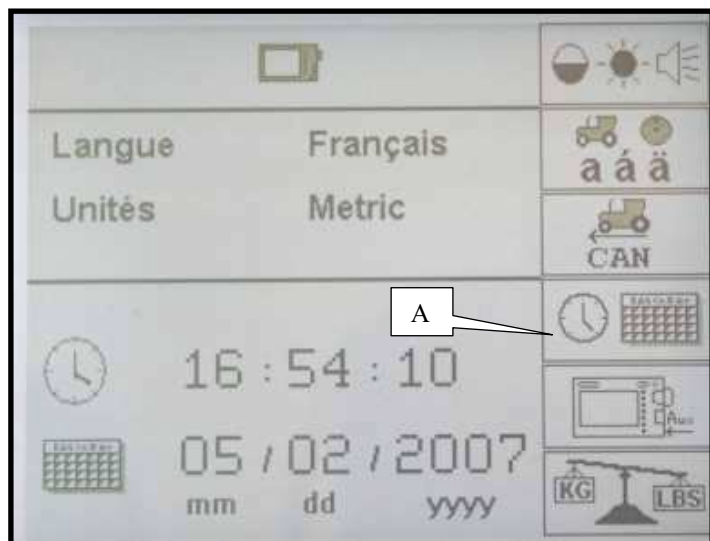 Langue Français
a á ä
Unités Metric
CAN
A
16 : 54 : 10
05 / 02 / 2007
mm dd yyyy
KG LBS